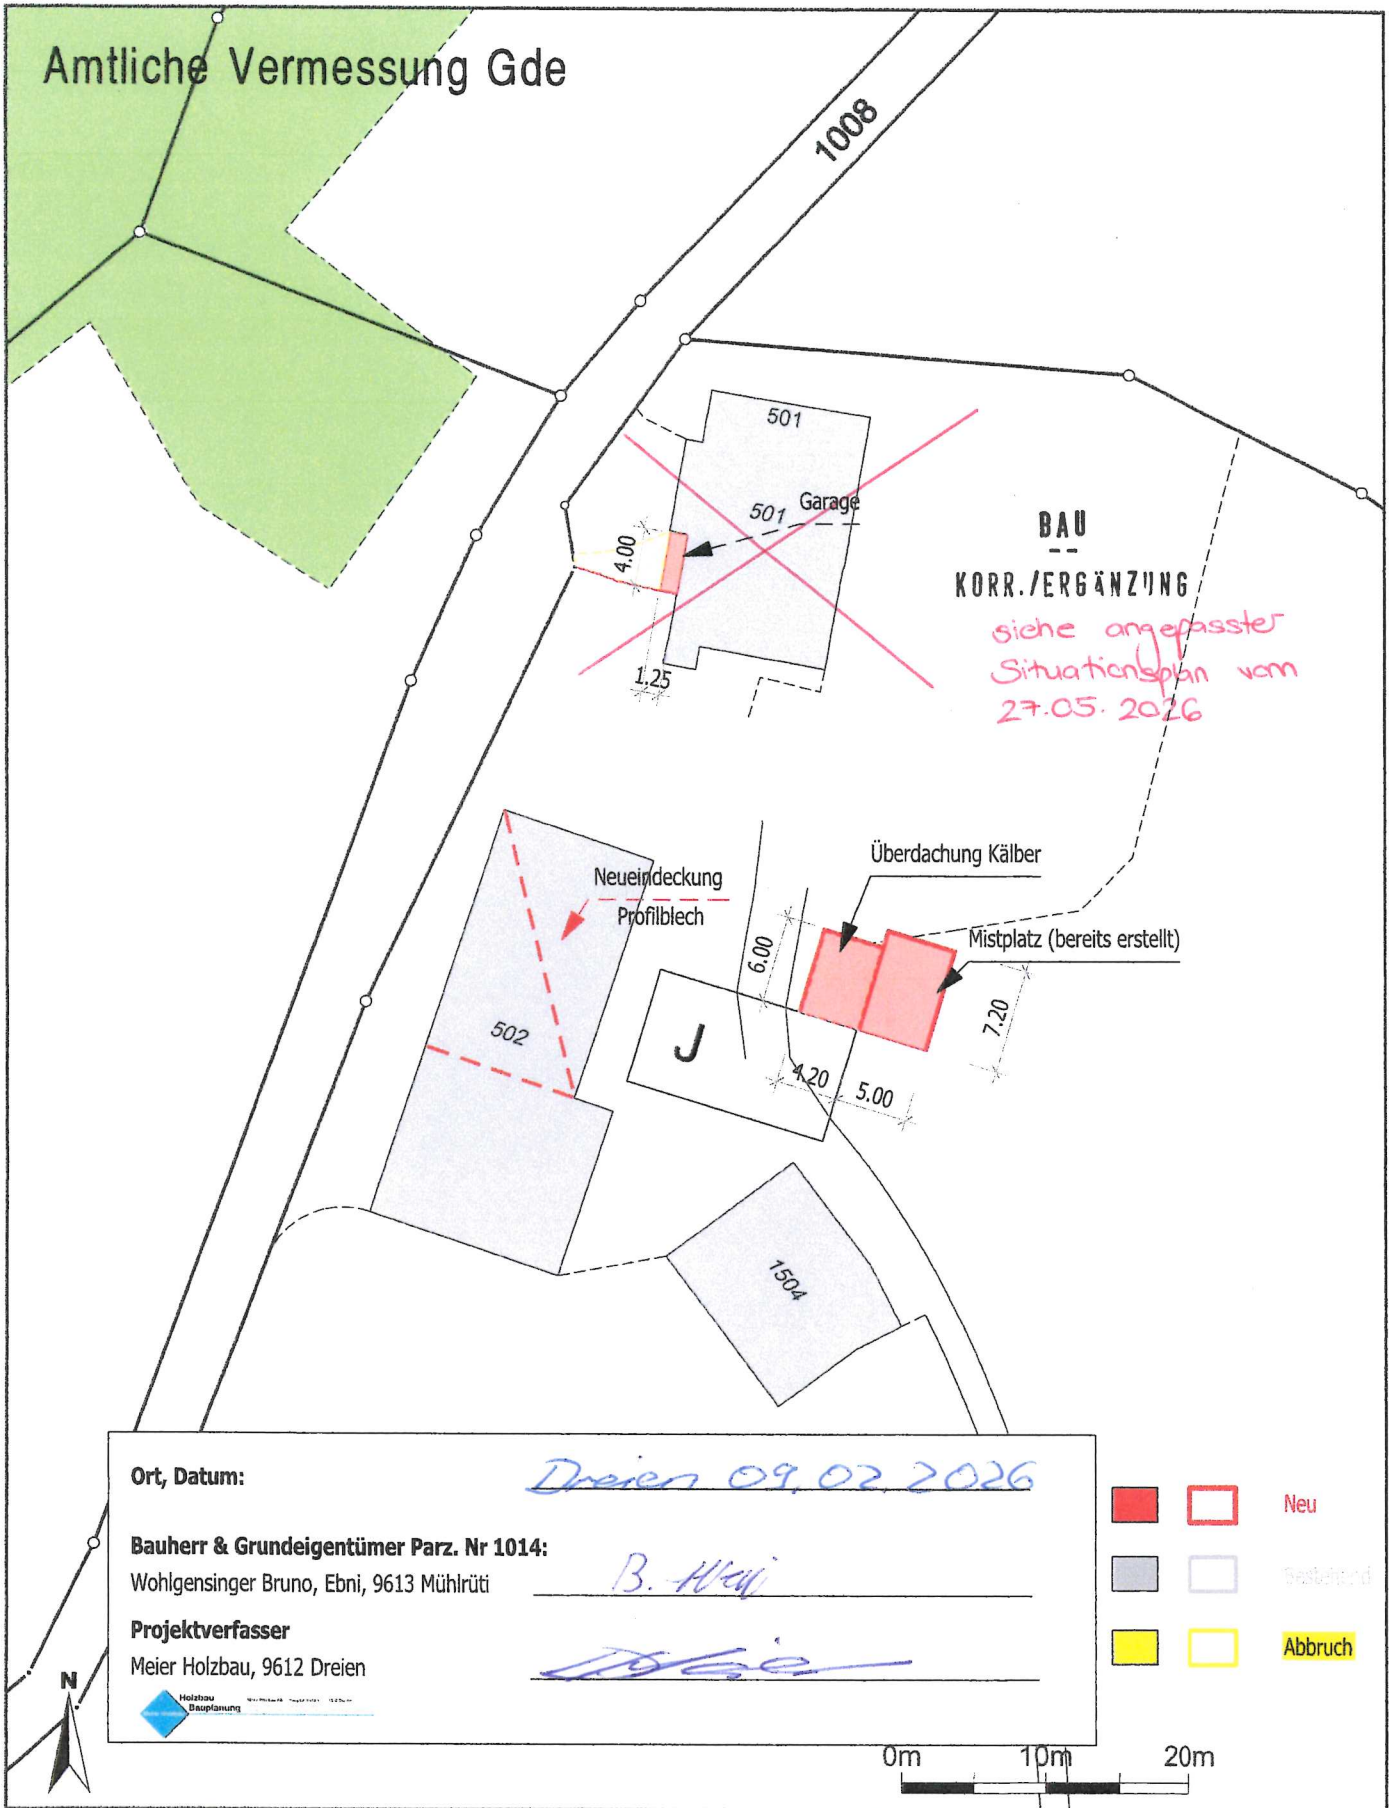 Amtliche Vermessung Gde
1008
501
Garage
501
4.00
1.25
BAU
KORR./ERGÄNZUNG
siehe angepasster
Situationsplan vom
27.05.2026
Neueindeckung
Profilblech
Überdachung Kälber
Mistplatz (bereits erstellt)
6.00
7.20
502
J
4.20
5.00
1504
Ort, Datum:
Dreien 09.02.2026
Bauherr & Grundeigentümer Parz. Nr 1014:
Wohlgensinger Bruno, Ebni, 9613 Mühlrüti
Projektverfasser
Meier Holzbau, 9612 Dreien
Holzbau
Bauplanung
Neu
Abbruch
N
0m 10m 20m